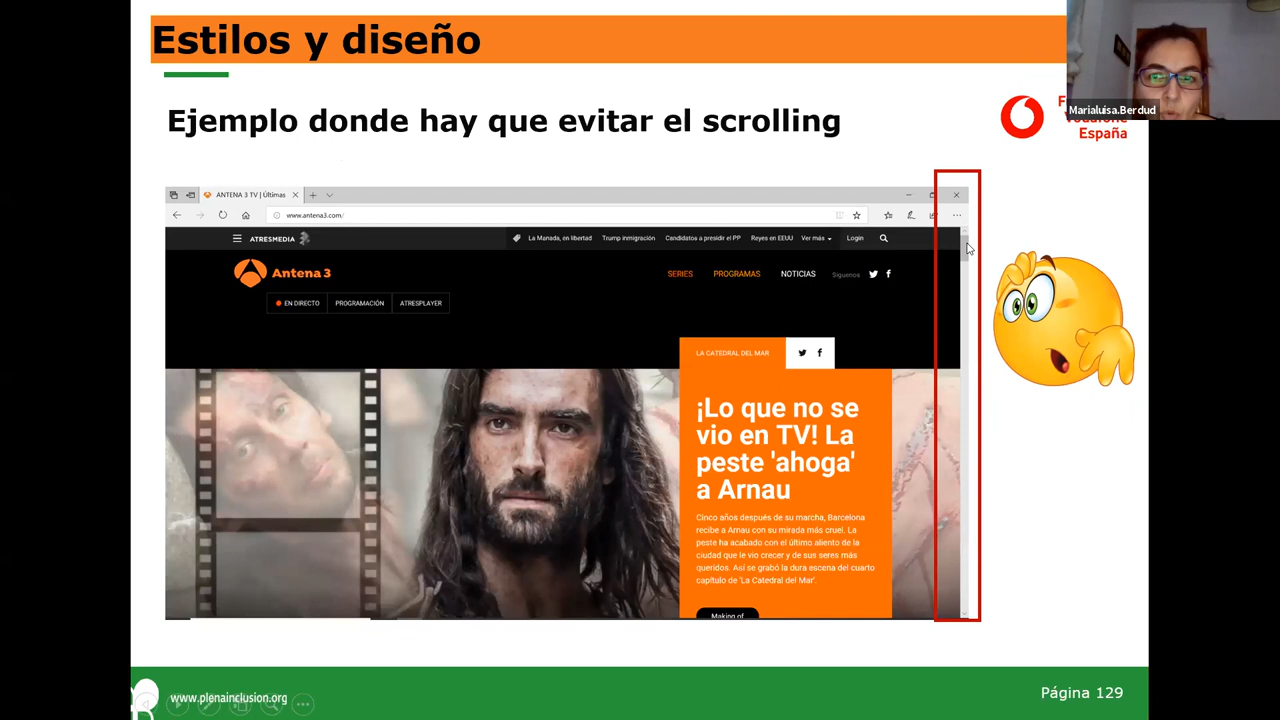 Estilos y diseño
Marialuisa.Berdud
Ejemplo donde hay que evitar el scrolling
España
ANTENA 3 TV | Últimas
www.antena3.com/
ATRESMEDIA
La Manada, en libertad Trump inmigración Candidatoa a presidir el PP Reyes en EEUU Ver más Login
Antena 3
SERIES PROGRAMAS NOTICIAS Síguenos
EN DIRECTO PROGRAMACIÓN ATRESPLAYER
LA CATEDRAL DEL MAR
¡Lo que no se
vio en TV! La
peste 'ahoga'
a Arnau
Cinco años después de su marcha, Barcelona
recibe a Arnau con su mirada más cruel. La
peste ha acabado con el último aliento de la
ciudad que le vio crecer y de sus seres más
queridos. Así se grabó la dura escena del cuarto
capítulo de 'La Catedral del Mar'.
Making of
www.plenainclusion.org
Página 129